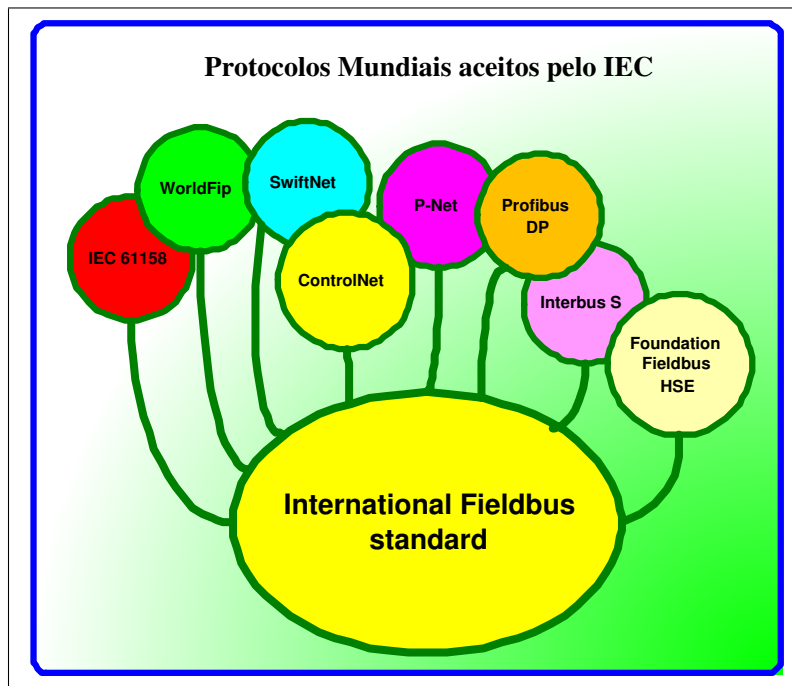 Protocolos Mundiais aceitos pelo IEC
WorldFip
SwiftNet
P-Net
Profibus
DP
IEC 61158
ControlNet
Interbus S
Foundation
Fieldbus
HSE
International Fieldbus
standard